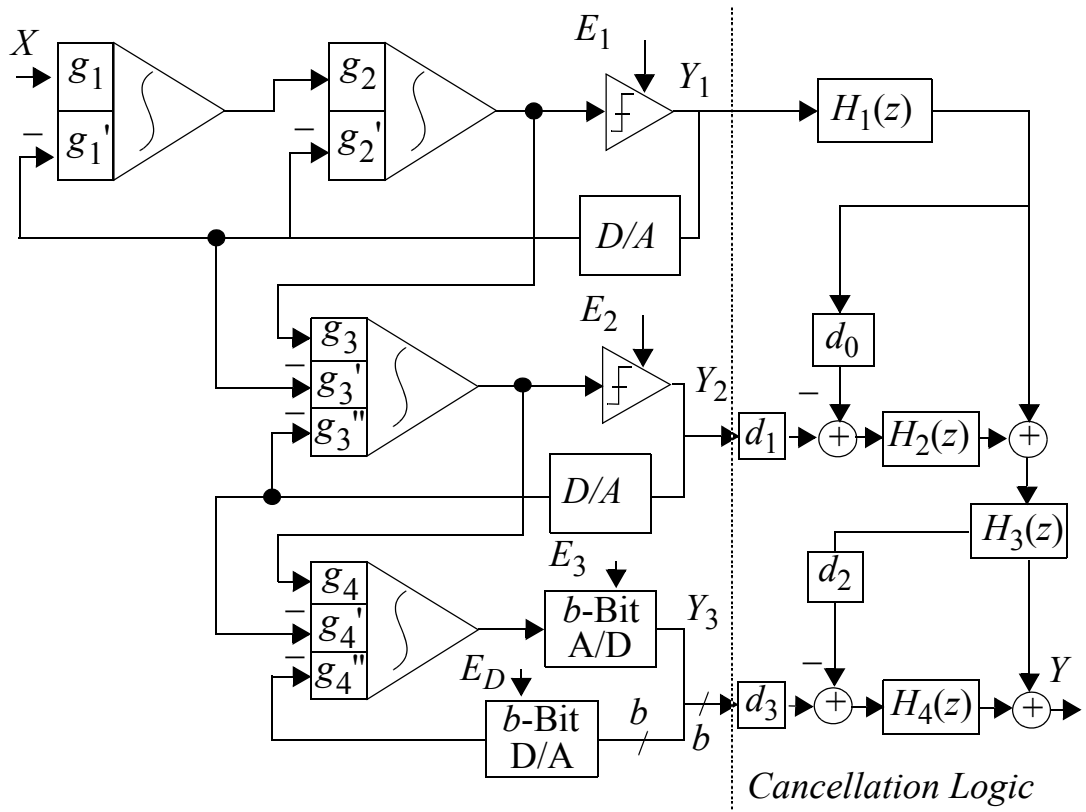 X
g1
−
g1'
g2
−
g2'
E1
Y1
H1(z)
D/A
d0
−
g3
−
g3'
−
g3"
E2
Y2
d1
+
H2(z)
+
D/A
H3(z)
d2
−
g4
−
g4'
−
g4"
E3
b-Bit
A/D
Y3
ED
b-Bit
D/A
b
b
d3
+
H4(z)
+
Y
Cancellation Logic